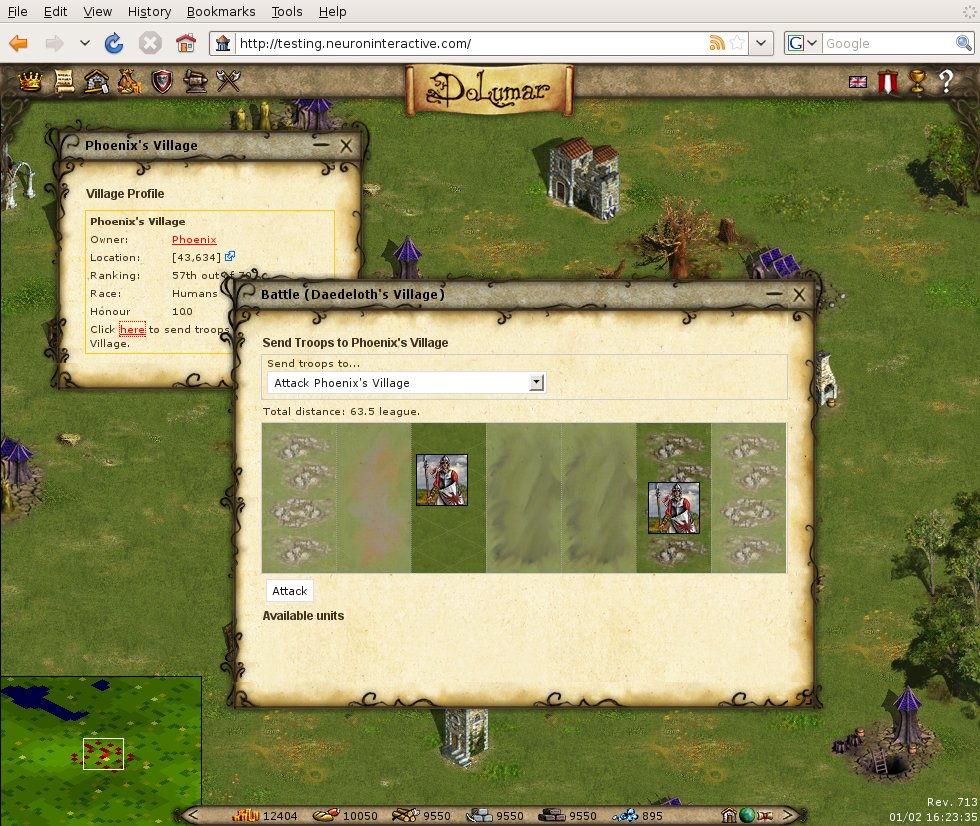 File Edit View History Bookmarks Tools Help
http://testing.neuroninteractive.com/
G Google
Dolumar
Phoenix's Village
Village Profile
Phoenix's Village
Owner: Phoenix
Location: [43,634]
Ranking: 57th out of
Race: Humans
Honour 100
Click here to send troops
Village.
Battle (Daedeloth's Village)
Send Troops to Phoenix's Village
Send troops to...
Attack Phoenix's Village
Total distance: 63.5 league.
Attack
Available units
Rev. 713
12404 10050 9550 9550 9550 895
01/02 16:23:35